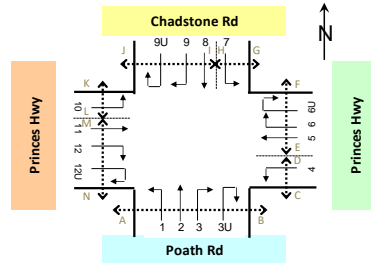 Chadstone Rd
N
J 9U 9 8 I H 7 G
K F
10 6U
L 6
M 11 5
12 E
D
12U 4
N C
A B
1 2 3 3U
Princes Hwy
Princes Hwy
Poath Rd